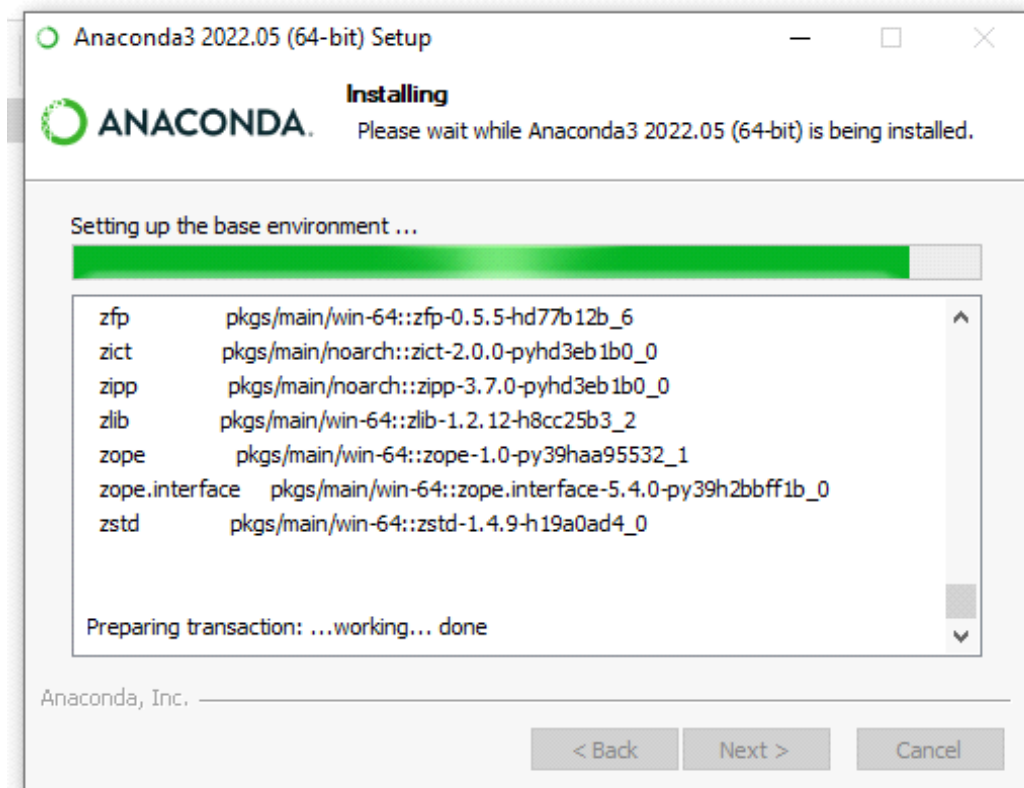 Anaconda3 2022.05 (64-bit) Setup
ANACONDA.
Installing
Please wait while Anaconda3 2022.05 (64-bit) is being installed.
Setting up the base environment ...
zfp pkgs/main/win-64::zfp-0.5.5-hd77b12b_6
zict pkgs/main/noarch::zict-2.0.0-pyhd3eb1b0_0
zipp pkgs/main/noarch::zipp-3.7.0-pyhd3eb1b0_0
zlib pkgs/main/win-64::zlib-1.2.12-h8cc25b3_2
zope pkgs/main/win-64::zope-1.0-py39haa95532_1
zope.interface pkgs/main/win-64::zope.interface-5.4.0-py39h2bbff1b_0
zstd pkgs/main/win-64::zstd-1.4.9-h19a0ad4_0
Preparing transaction: ...working... done
Anaconda, Inc.
< Back Next > Cancel